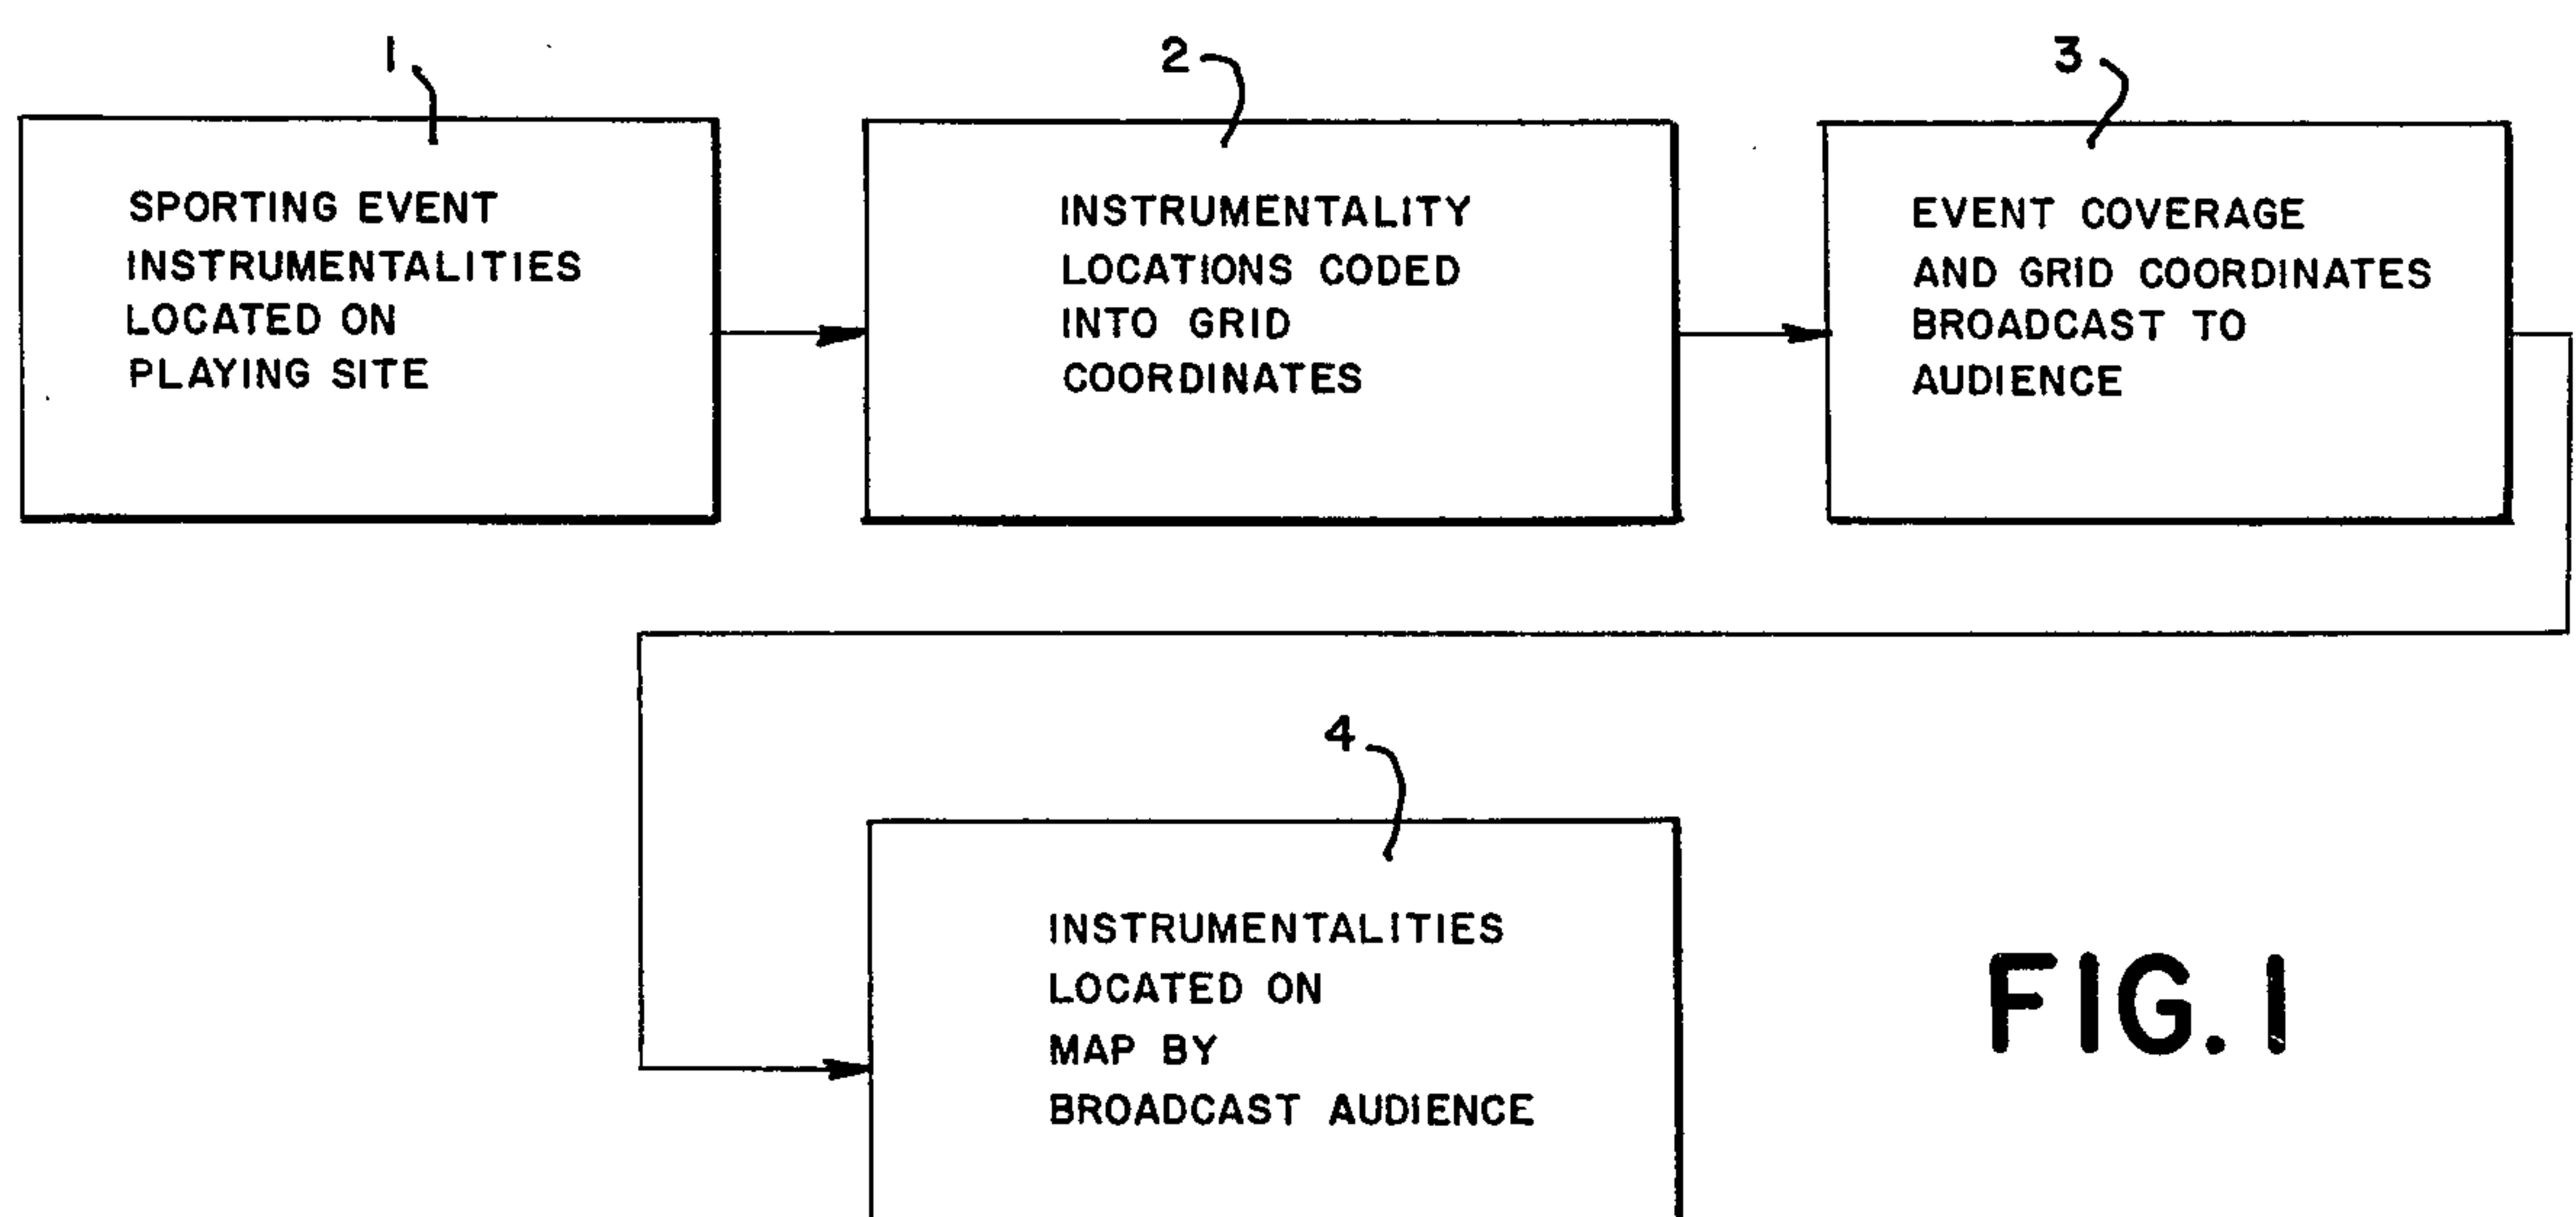 1
SPORTING EVENT
INSTRUMENTALITIES
LOCATED ON
PLAYING SITE
2
INSTRUMENTALITY
LOCATIONS CODED
INTO GRID
COORDINATES
3
EVENT COVERAGE
AND GRID COORDINATES
BROADCAST TO
AUDIENCE
4
INSTRUMENTALITIES
LOCATED ON
MAP BY
BROADCAST AUDIENCE
FIG. 1